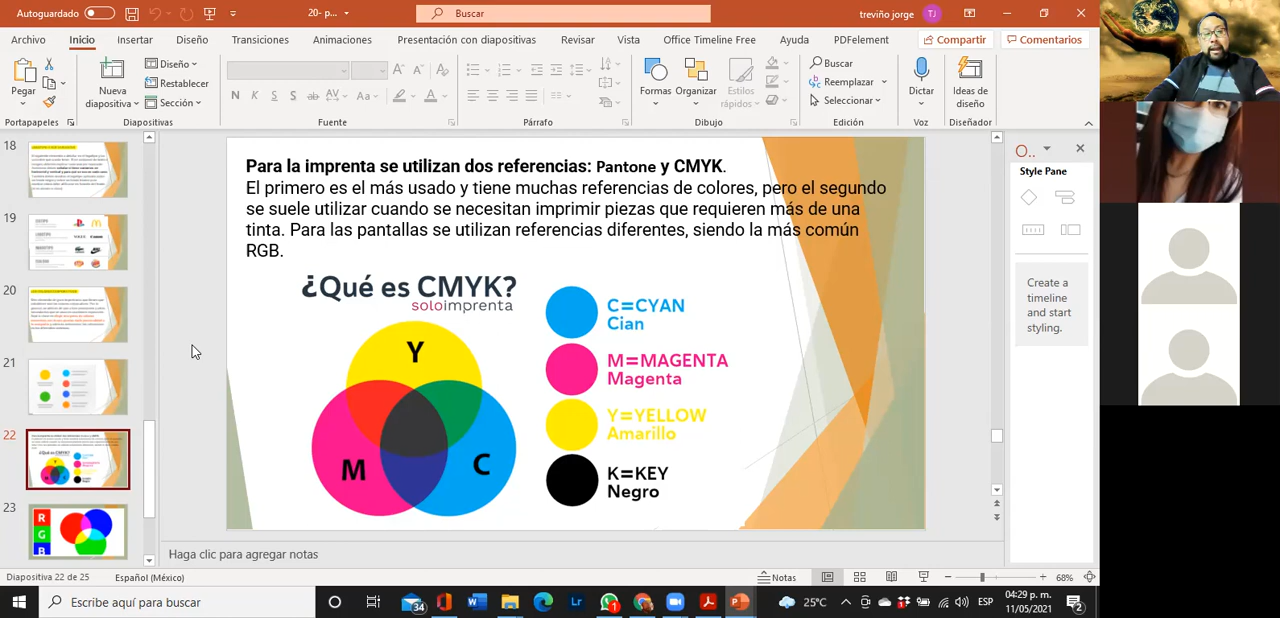 Autoguardado
20- p...
Buscar
treviño jorge
TJ
Archivo
Inicio
Insertar
Diseño
Transiciones
Animaciones
Presentación con diapositivas
Revisar
Vista
Office Timeline Free
Ayuda
PDFelement
Compartir
Comentarios
Pegar
Nueva
diapositiva
Diseño
Restablecer
Sección
N
K
S
S
ab
AV
Aa
A
Formas
Organizar
Estilos
rápidos
Buscar
Reemplazar
Seleccionar
Dictar
Ideas de
diseño
Portapapeles
Diapositivas
Fuente
Párrafo
Dibujo
Edición
Voz
Diseñador
18
19
20
21
22
23
R
G
B
Para la imprenta se utilizan dos referencias: Pantone y CMYK.
El primero es el más usado y tiene muchas referencias de colores, pero el segundo
se suele utilizar cuando se necesitan imprimir piezas que requieren más de una
tinta. Para las pantallas se utilizan referencias diferentes, siendo la más común
RGB.
¿Qué es CMYK?
soloimprenta
Y
M
C
C=CYAN
Cian
M=MAGENTA
Magenta
Y=YELLOW
Amarillo
K=KEY
Negro
O...
Style Pane
Create a
timeline
and start
styling.
Haga clic para agregar notas
Diapositiva 22 de 25
Español (México)
Notas
68%
Escribe aquí para buscar
34
1
25°C
ESP
04:29 p. m.
11/05/2021
2